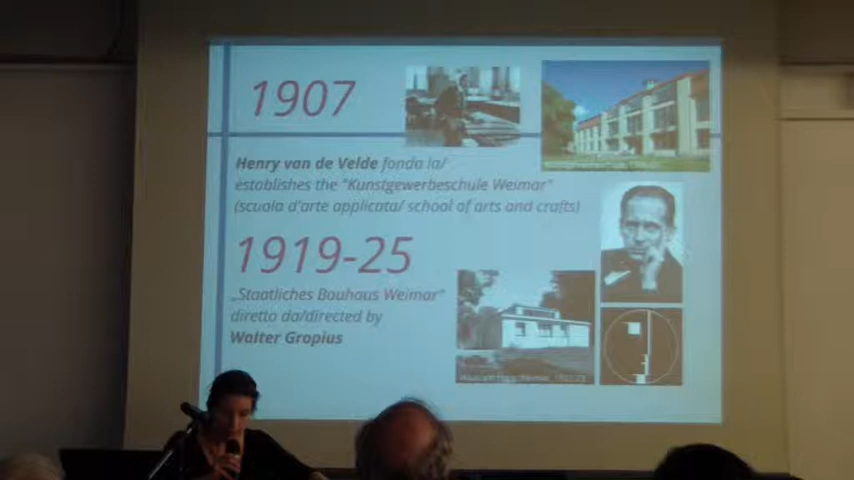 1907
Henry van de Velde fonda la/
establishes the "Kunstgewerbeschule Weimar"
(scuola d'arte applicata/ school of arts and crafts)
1919-25
„Staatliches Bauhaus Weimar"
diretto da/directed by
Walter Gropius